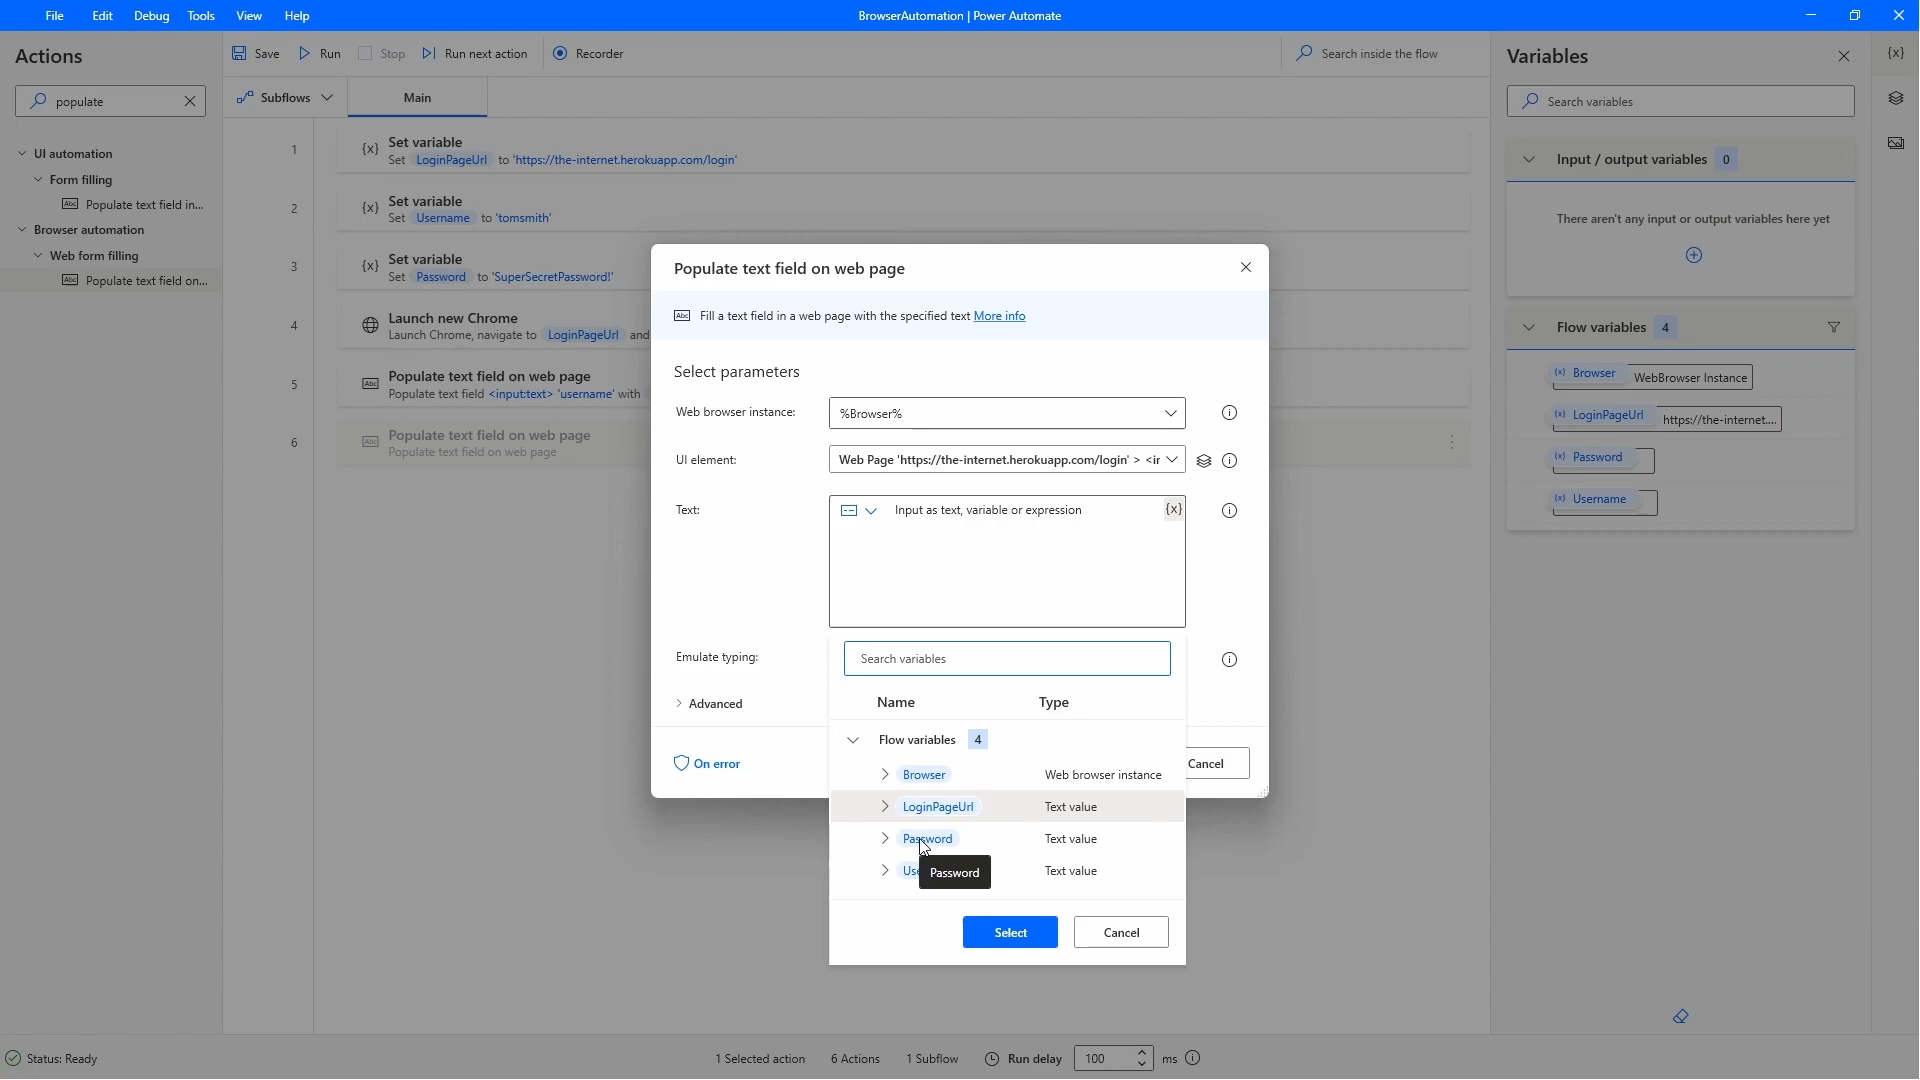 File Edit Debug Tools View Help
BrowserAutomation | Power Automate
Actions
populate
UI automation
Form filling
Abc Populate text field in...
Browser automation
Web form filling
Abc Populate text field on...
Save Run Stop Run next action Recorder
Search inside the flow
Subflows Main
1 {x} Set variable
Set LoginPageUrl to 'https://the-internet.herokuapp.com/login'
2 {x} Set variable
Set Username to 'tomsmith'
3 {x} Set variable
Set Password to 'SuperSecretPassword!'
4 Launch new Chrome
Launch Chrome, navigate to LoginPageUrl and
5 Abc Populate text field on web page
Populate text field <input:text> 'username' with
6 Abc Populate text field on web page
Populate text field on web page
Populate text field on web page
Abc Fill a text field in a web page with the specified text More info
Select parameters
Web browser instance: %Browser%
UI element: Web Page 'https://the-internet.herokuapp.com/login' > <ir
Text: Input as text, variable or expression {x}
Emulate typing:
Advanced
On error
Cancel
Search variables
Name Type
Flow variables 4
Browser Web browser instance
LoginPageUrl Text value
Password Text value
Use Text value
Password
Select Cancel
Variables
{x}
Search variables
Input / output variables 0
There aren't any input or output variables here yet
Flow variables 4
(x) Browser WebBrowser Instance
(x) LoginPageUrl https://the-internet....
(x) Password
(x) Username
Status: Ready
1 Selected action 6 Actions 1 Subflow Run delay 100 ms